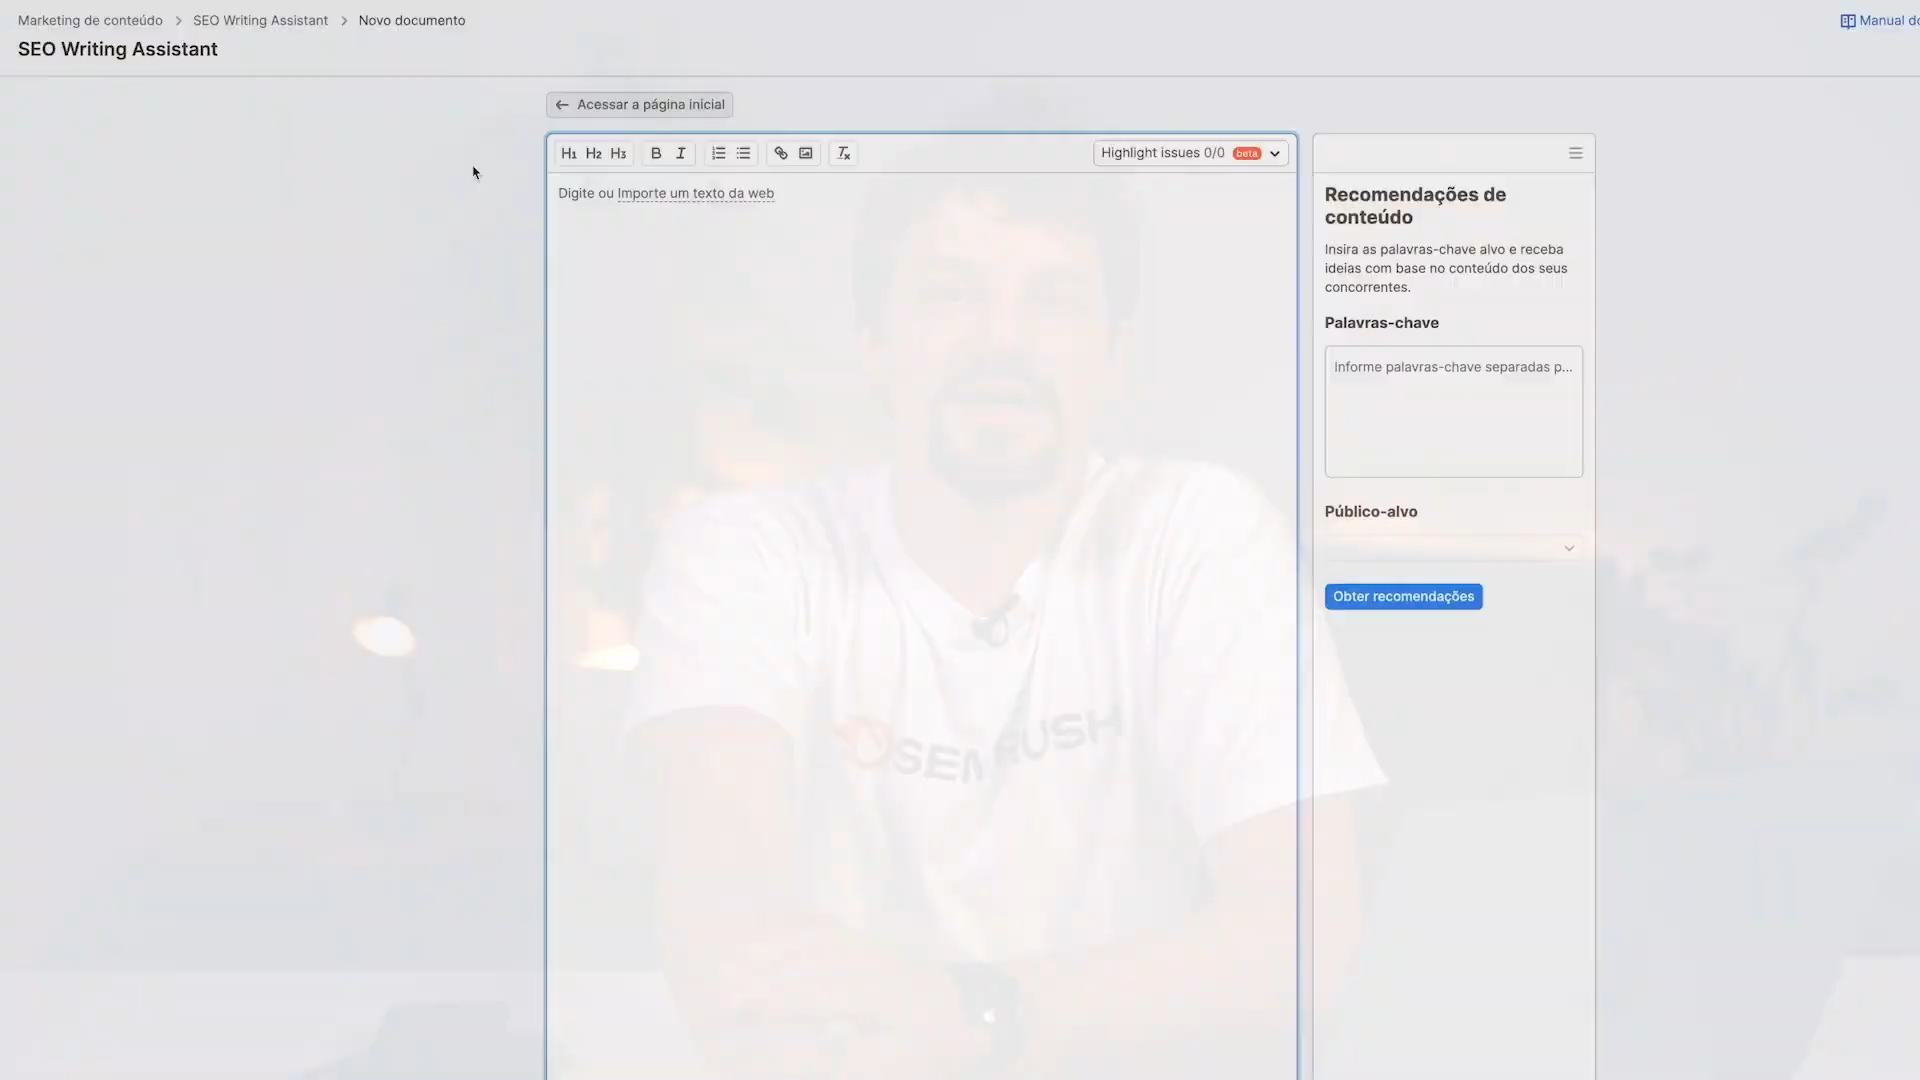 Marketing de conteúdo > SEO Writing Assistant > Novo documento
Manual do
SEO Writing Assistant
Acessar a página inicial
H1 H2 H3 B I Highlight issues 0/0 beta
Digite ou Importe um texto da web
Recomendações de
conteúdo
Insira as palavras-chave alvo e receba
ideias com base no conteúdo dos seus
concorrentes.
Palavras-chave
Informe palavras-chave separadas p...
Público-alvo
Obter recomendações
SEMRUSH